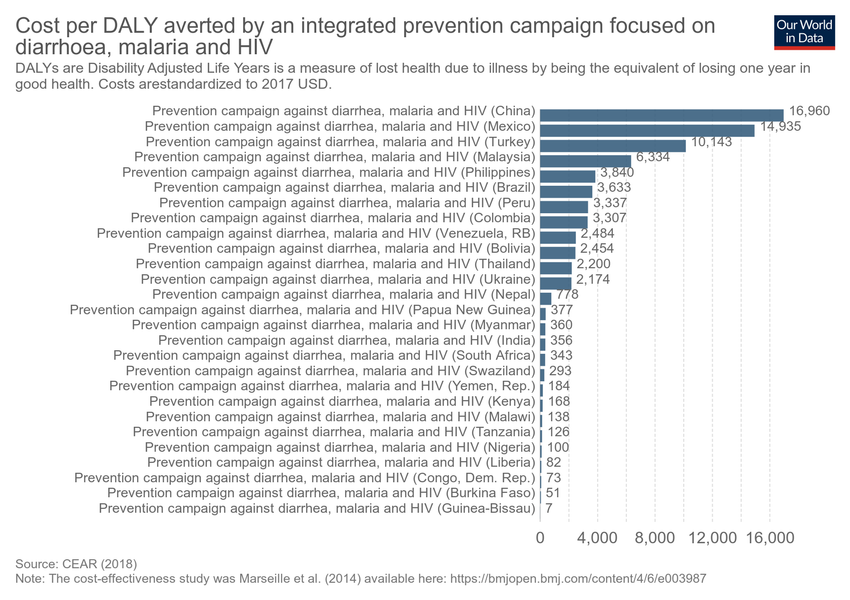 Cost per DALY averted by an integrated prevention campaign focused on
diarrhoea, malaria and HIV
Our World
in Data
DALYs are Disability Adjusted Life Years is a measure of lost health due to illness by being the equivalent of losing one year in
good health. Costs arestandardized to 2017 USD.
Prevention campaign against diarrhea, malaria and HIV (China) 16,960
Prevention campaign against diarrhea, malaria and HIV (Mexico) 14,935
Prevention campaign against diarrhea, malaria and HIV (Turkey) 10,143
Prevention campaign against diarrhea, malaria and HIV (Malaysia) 6,334
Prevention campaign against diarrhea, malaria and HIV (Philippines) 3,840
Prevention campaign against diarrhea, malaria and HIV (Brazil) 3,633
Prevention campaign against diarrhea, malaria and HIV (Peru) 3,337
Prevention campaign against diarrhea, malaria and HIV (Colombia) 3,307
Prevention campaign against diarrhea, malaria and HIV (Venezuela, RB) 2,484
Prevention campaign against diarrhea, malaria and HIV (Bolivia) 2,454
Prevention campaign against diarrhea, malaria and HIV (Thailand) 2,200
Prevention campaign against diarrhea, malaria and HIV (Ukraine) 2,174
Prevention campaign against diarrhea, malaria and HIV (Nepal) 778
Prevention campaign against diarrhea, malaria and HIV (Papua New Guinea) 377
Prevention campaign against diarrhea, malaria and HIV (Myanmar) 360
Prevention campaign against diarrhea, malaria and HIV (India) 356
Prevention campaign against diarrhea, malaria and HIV (South Africa) 343
Prevention campaign against diarrhea, malaria and HIV (Swaziland) 293
Prevention campaign against diarrhea, malaria and HIV (Yemen, Rep.) 184
Prevention campaign against diarrhea, malaria and HIV (Kenya) 168
Prevention campaign against diarrhea, malaria and HIV (Malawi) 138
Prevention campaign against diarrhea, malaria and HIV (Tanzania) 126
Prevention campaign against diarrhea, malaria and HIV (Nigeria) 100
Prevention campaign against diarrhea, malaria and HIV (Liberia) 82
Prevention campaign against diarrhea, malaria and HIV (Congo, Dem. Rep.) 73
Prevention campaign against diarrhea, malaria and HIV (Burkina Faso) 51
Prevention campaign against diarrhea, malaria and HIV (Guinea-Bissau) 7
0 4,000 8,000 12,000 16,000
Source: CEAR (2018)
Note: The cost-effectiveness study was Marseille et al. (2014) available here: https://bmjopen.bmj.com/content/4/6/e003987